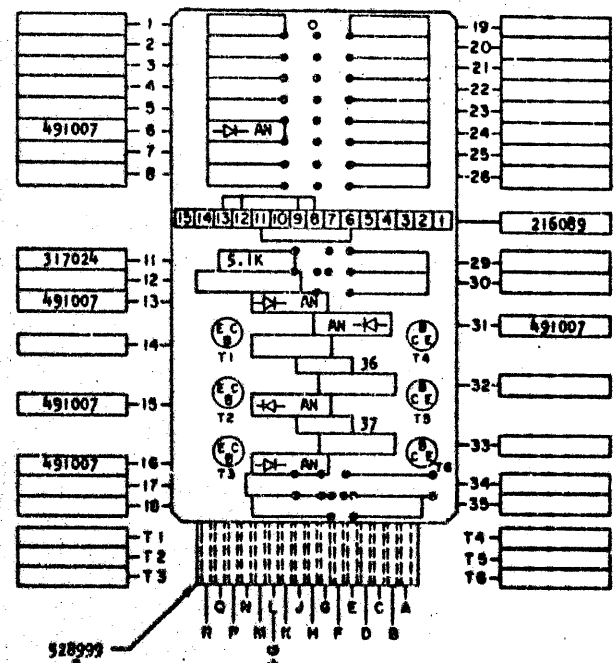 1 19
2 20
3 21
4 22
5 23
491007 6 AN 24
7 25
8 26
15 14 13 12 11 10 9 8 7 6 5 4 3 2 1 216089
317024 11 5.1K 29
12 30
491007 13 AN
AN 31 491007
14 E C B T1 B C E T4
36
32
491007 15 E C B T2 AN B C E T5
37
33
491007 16 E C B T3 AN B C E T6
17 34
18 35
T1 T4
T2 T5
T3 T6
Q N L J G E C A
R P M K H F D B
528999